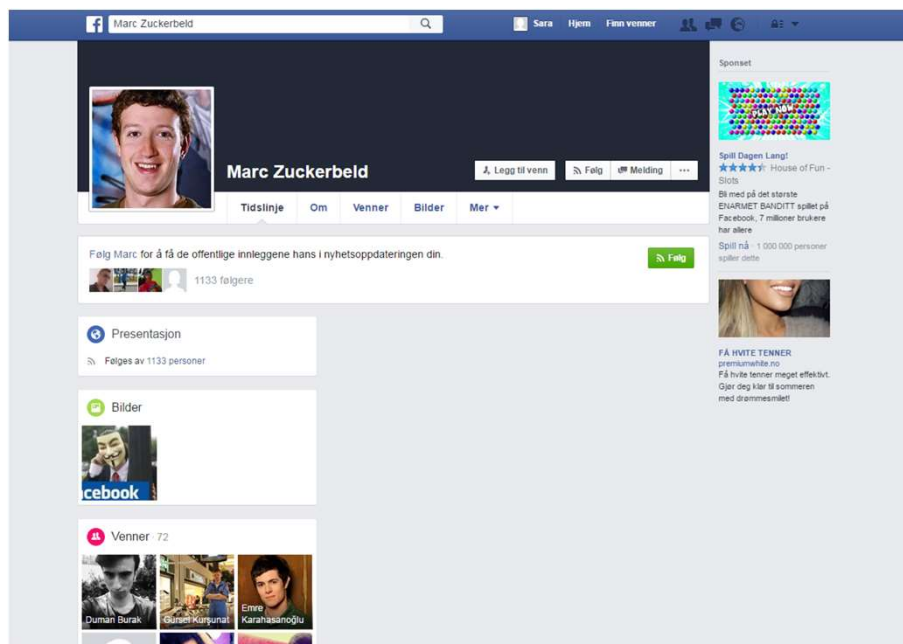 f
Marc Zuckerbeld
Sara Hjem Finn venner
Marc Zuckerbeld
Legg til venn Følg Melding ...
Tidslinje Om Venner Bilder Mer
Følg Marc for å få de offentlige innleggene hans i nyhetsoppdateringen din.
Følg
1133 følgere
Presentasjon
Følges av 1133 personer
Bilder
cebook
Venner · 72
Duman Burak
Gürsel Kurşunat
Emre
Karahasanoğlu
Sponset
PLAY NOW
Spill Dagen Lang!
House of Fun -
Slots
Bli med på det største
ENARMET BANDITT spillet på
Facebook, 7 millioner brukere
har allere
Spill nå · 1 000 000 personer
spiller dette
FÅ HVITE TENNER
premiumwhite.no
Få hvite tenner meget effektivt.
Gjør deg klar til sommeren
med drømmesmilet!